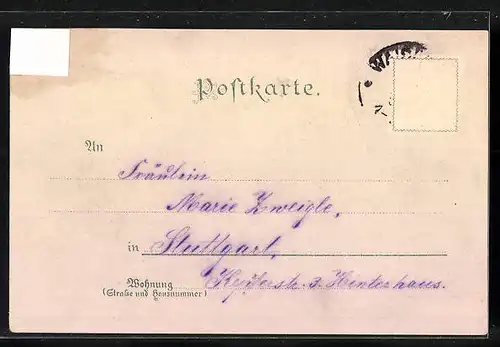 Postkarte.
An
Fräulein
Marie Zweigle,
in Stuttgart,
Wohnung
(Straße und Hausnummer)
3. Hinterhaus.